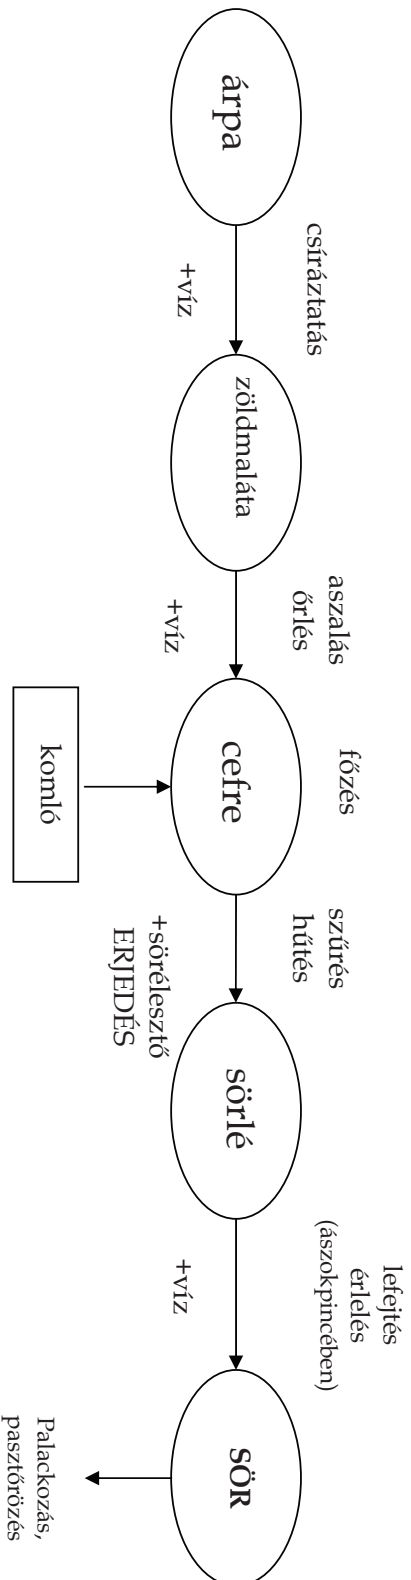 árpa
csíráztatás
+víz
zöldmaláta
aszalás
őrlés
+víz
főzés
cefre
komló
szűrés
hűtés
+sörélesztő
ERJEDÉS
sörlé
lefejtés
érlelés
(ászokpincében)
+víz
SÖR
Palackozás,
pasztőrözés